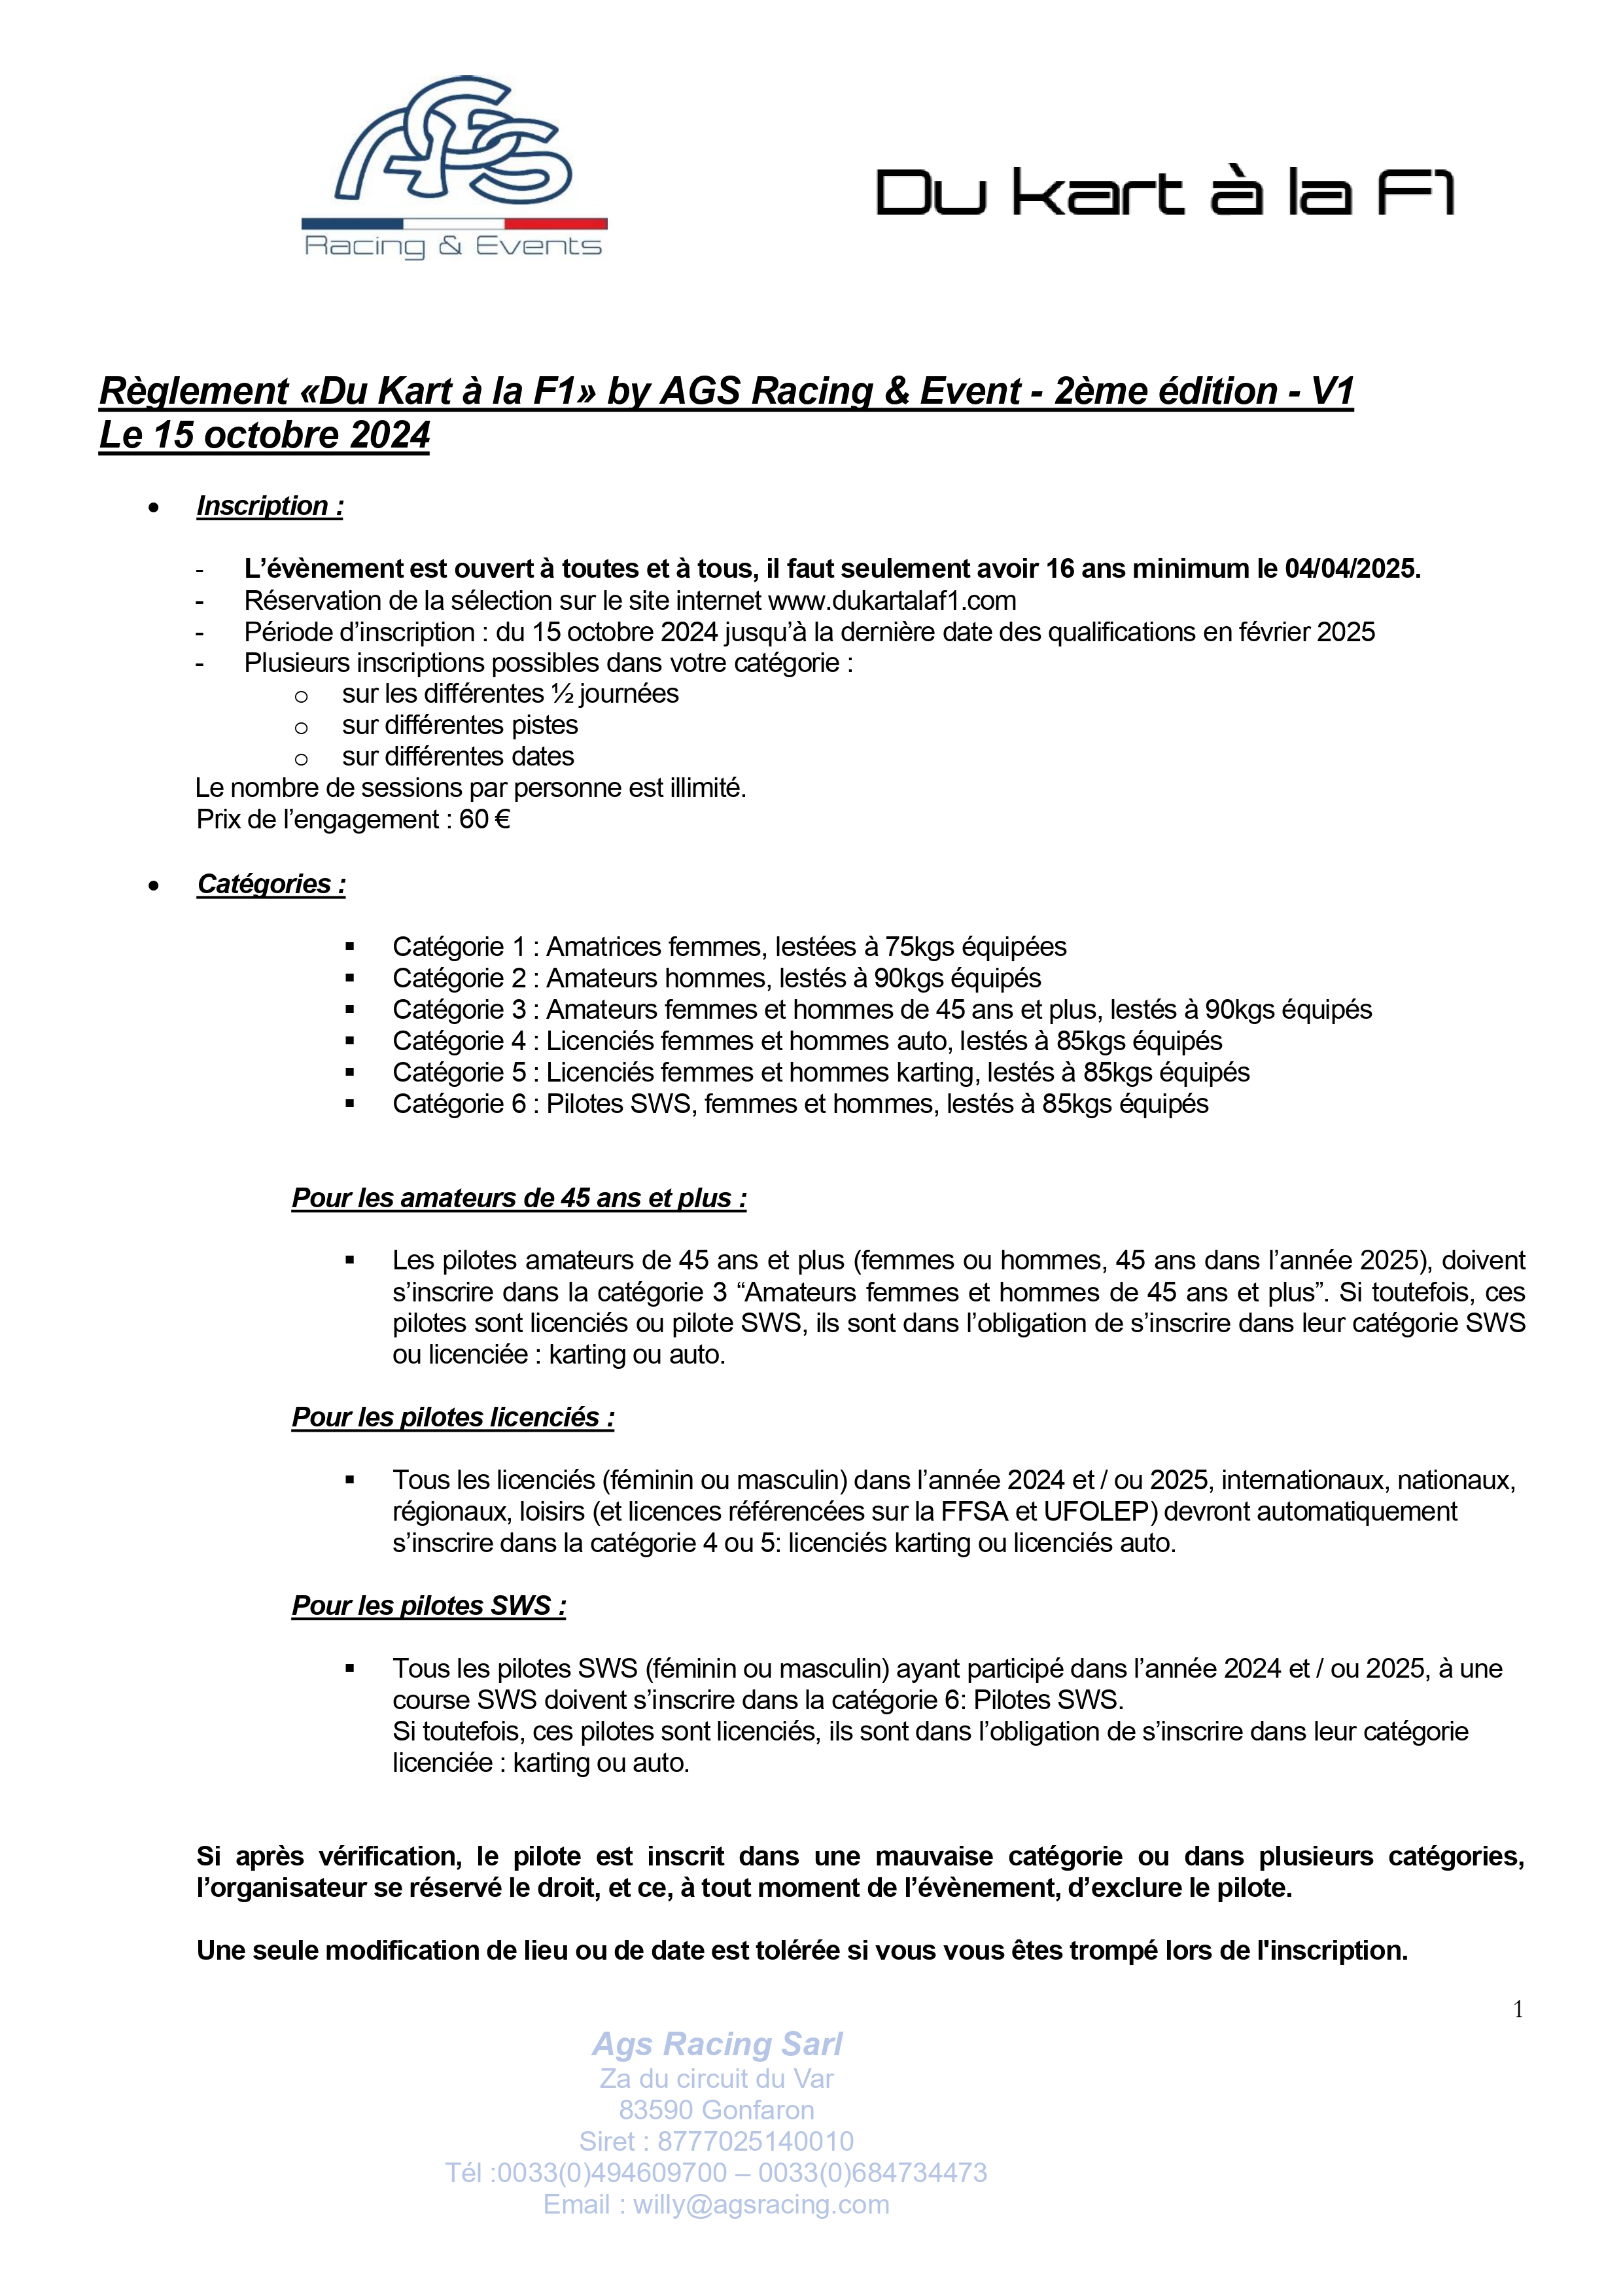 AGS
Racing & Events
Du kart à la F1
Règlement «Du Kart à la F1» by AGS Racing & Event - 2ème édition - V1
Le 15 octobre 2024
• Inscription :
- L’évènement est ouvert à toutes et à tous, il faut seulement avoir 16 ans minimum le 04/04/2025.
- Réservation de la sélection sur le site internet www.dukartalaf1.com
- Période d’inscription : du 15 octobre 2024 jusqu’à la dernière date des qualifications en février 2025
- Plusieurs inscriptions possibles dans votre catégorie :
o sur les différentes ½ journées
o sur différentes pistes
o sur différentes dates
Le nombre de sessions par personne est illimité.
Prix de l’engagement : 60 €
• Catégories :
▪ Catégorie 1 : Amatrices femmes, lestées à 75kgs équipées
▪ Catégorie 2 : Amateurs hommes, lestés à 90kgs équipés
▪ Catégorie 3 : Amateurs femmes et hommes de 45 ans et plus, lestés à 90kgs équipés
▪ Catégorie 4 : Licenciés femmes et hommes auto, lestés à 85kgs équipés
▪ Catégorie 5 : Licenciés femmes et hommes karting, lestés à 85kgs équipés
▪ Catégorie 6 : Pilotes SWS, femmes et hommes, lestés à 85kgs équipés
Pour les amateurs de 45 ans et plus :
▪ Les pilotes amateurs de 45 ans et plus (femmes ou hommes, 45 ans dans l’année 2025), doivent
s’inscrire dans la catégorie 3 “Amateurs femmes et hommes de 45 ans et plus”. Si toutefois, ces
pilotes sont licenciés ou pilote SWS, ils sont dans l’obligation de s’inscrire dans leur catégorie SWS
ou licenciée : karting ou auto.
Pour les pilotes licenciés :
▪ Tous les licenciés (féminin ou masculin) dans l’année 2024 et / ou 2025, internationaux, nationaux,
régionaux, loisirs (et licences référencées sur la FFSA et UFOLEP) devront automatiquement
s’inscrire dans la catégorie 4 ou 5: licenciés karting ou licenciés auto.
Pour les pilotes SWS :
▪ Tous les pilotes SWS (féminin ou masculin) ayant participé dans l’année 2024 et / ou 2025, à une
course SWS doivent s’inscrire dans la catégorie 6: Pilotes SWS.
Si toutefois, ces pilotes sont licenciés, ils sont dans l’obligation de s’inscrire dans leur catégorie
licenciée : karting ou auto.
Si après vérification, le pilote est inscrit dans une mauvaise catégorie ou dans plusieurs catégories,
l’organisateur se réservé le droit, et ce, à tout moment de l’évènement, d’exclure le pilote.
Une seule modification de lieu ou de date est tolérée si vous vous êtes trompé lors de l'inscription.
1
Ags Racing Sarl
Za du circuit du Var
83590 Gonfaron
Siret : 8777025140010
Tél :0033(0)494609700 – 0033(0)684734473
Email : willy@agsracing.com